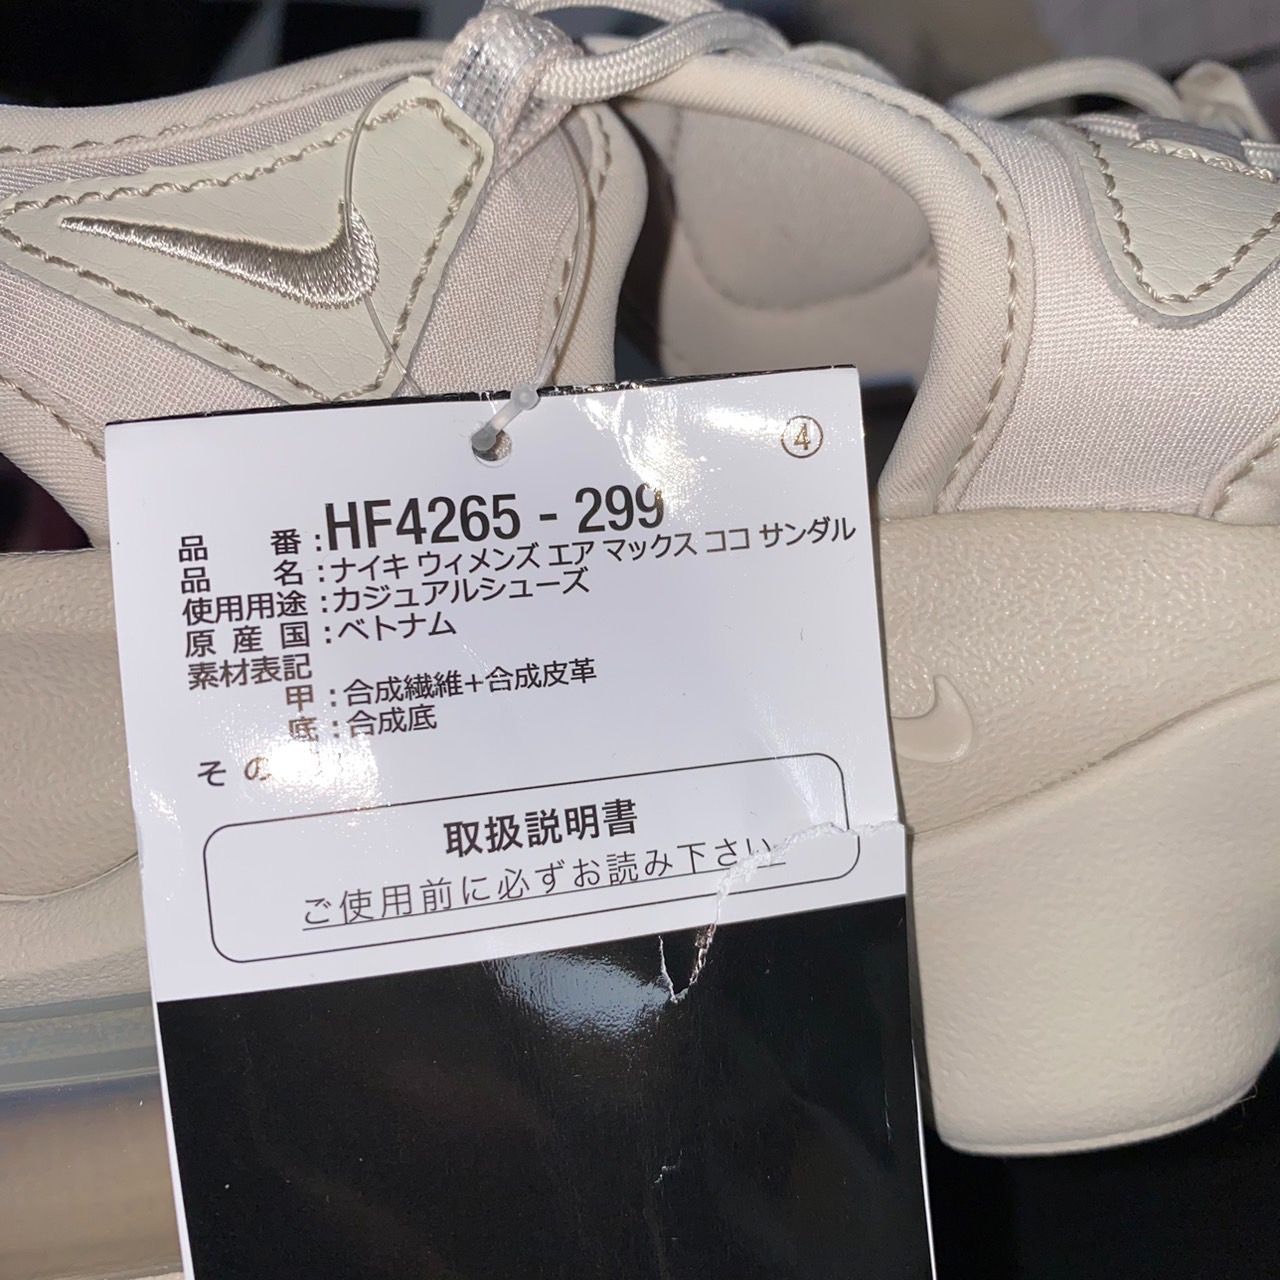 ④
品番:HF4265 - 299
品名:ナイキ ウィメンズ エア マックス ココ サンダル
使用用途:カジュアルシューズ
原産国:ベトナム
素材表記
甲:合成繊維+合成皮革
底:合成底
その
取扱説明書
ご使用前に必ずお読み下さい